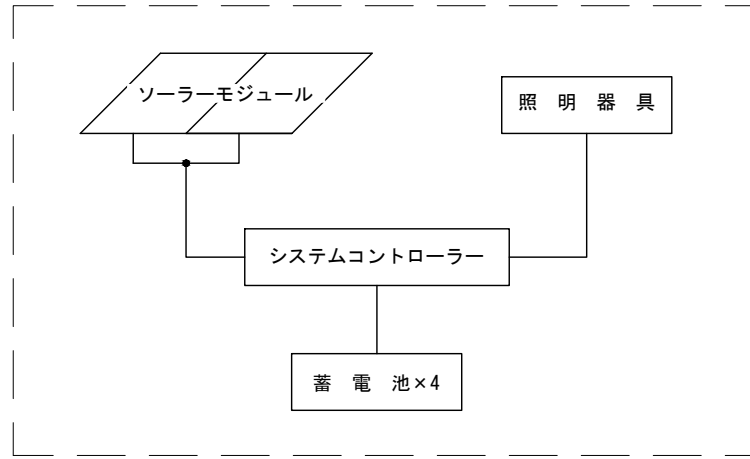 ソーラーモジュール
照 明 器 具
システムコントローラー
蓄 電 池×4